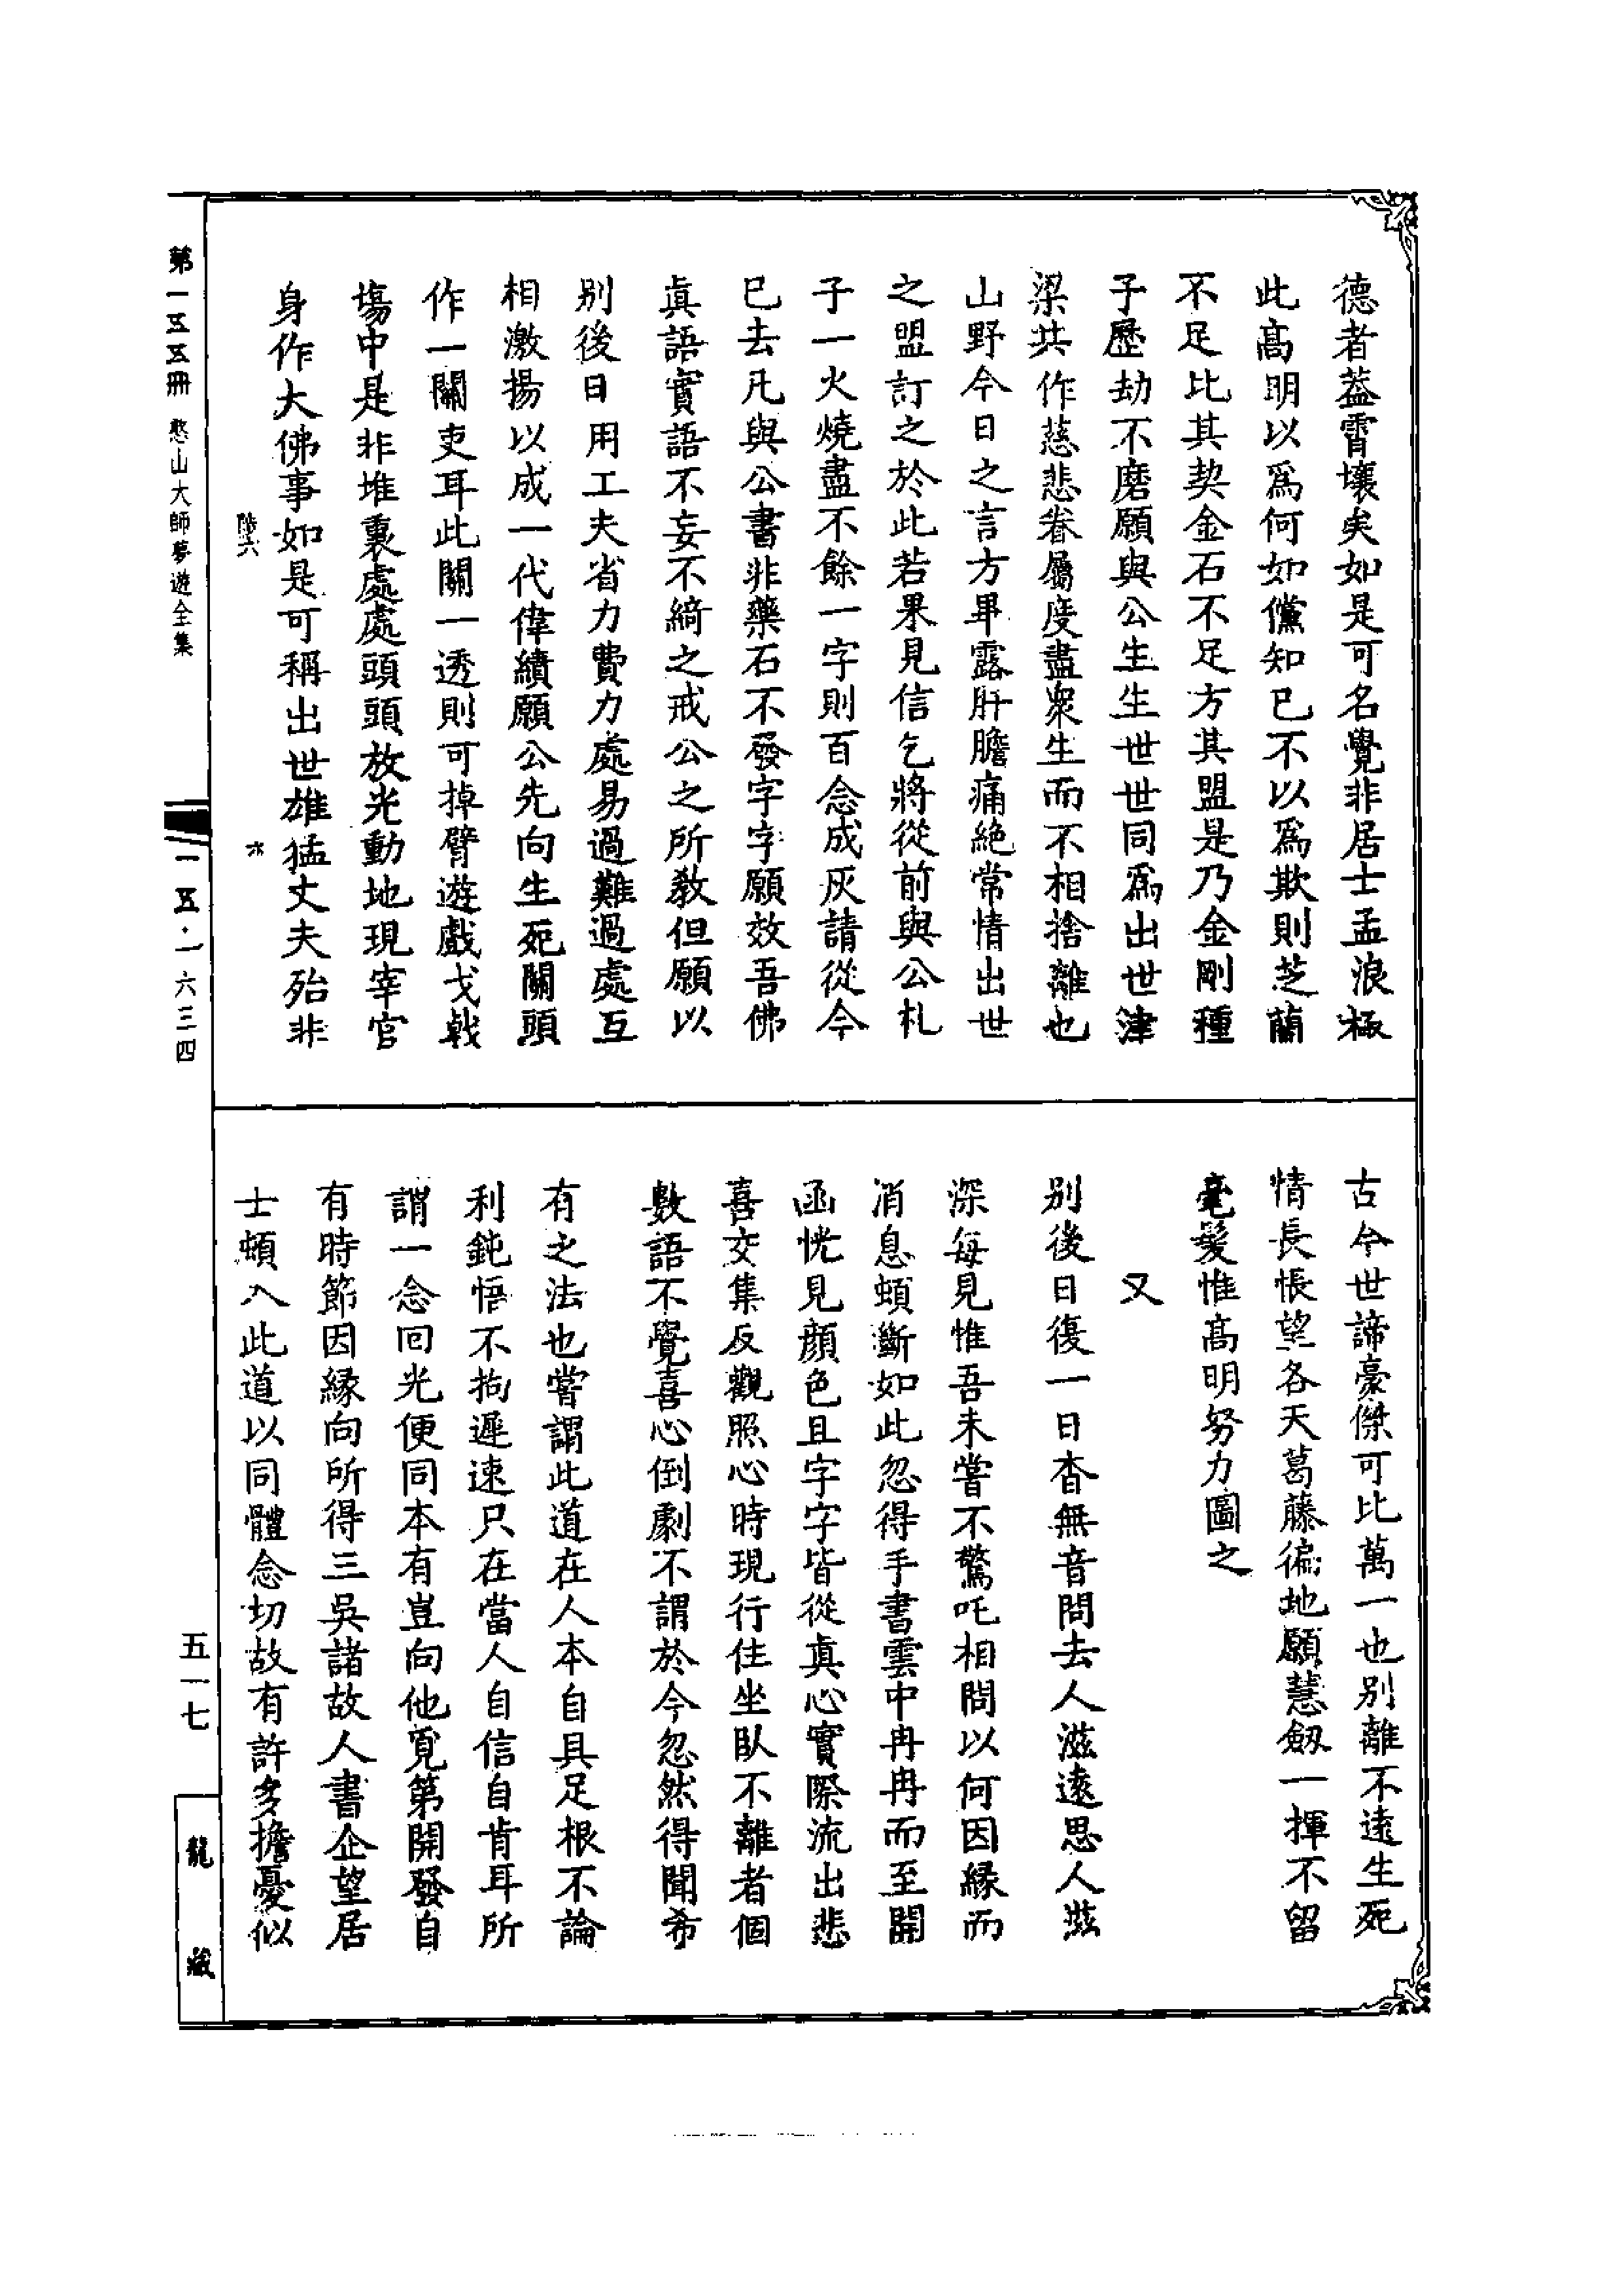 德者葢霄壤矣如是可名覺非居士孟浪極
此髙明以爲何如儻知巳不以爲欺則芝蘭
不足比其契金石不足方其盟是乃金剛種
子歷劫不磨願與公生生世世同爲出世津
梁共作慈悲眷屬度盡衆生而不相捨離也
山野今日之言方畢露肝膽痛絶常情出世
之盟訂之於此若果見信乞將從前與公札
子一火燒盡不餘一字則百念成灰請從今
巳去凡與公書非藥石不發字字願效吾佛
眞語實語不妄不綺之戒公之所敎但願以
别後日用工夫省力費力處易過難過處互
相激揚以成一代偉績願公先向生死關頭
作一關吏耳此關一透則可掉臂遊戲戈戟
塲中是非堆裏處處頭頭放光動地現宰官
身作大佛事如是可稱出世雄猛丈夫殆非
陸六
六
古今世諦豪傑可比萬一也别離不遠生死
情長悵望各天葛藤徧地願慧劔一揮不留
毫髮惟髙明努力圖之
又
别後日復一日杳無音問去人滋遠思人兹
深每見惟吾未嘗不驚吒相問以何因緣而
消息頓斷如此忽得手書雲中冉冉而至開
函恍見顔色且字字皆從眞心實際流出悲
喜交集反觀照心時現行住坐臥不離者個
數語不覺喜心倒劇不謂於今忽然得聞希
有之法也嘗謂此道在人本自具足根不論
利鈍悟不拘遲速只在當人自信自肯耳所
謂一念回光便同本有豈向他覓第開發自
有時節因緣向所得三吳諸故人書企望居
士頓入此道以同體念切故有許多擔憂似
第一五五冊 憨山大師夢遊全集
一五·一六三四
五一七
龍藏